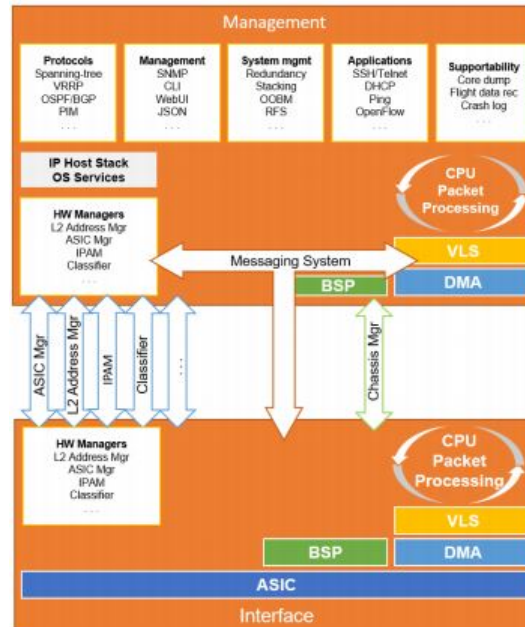 Management
Protocols
Spanning-tree
VRRP
OSPF/BGP
PIM
. . .
Management
SNMP
CLI
WebUI
JSON
. . .
System mgmt
Redundancy
Stacking
OOBM
RFS
. . .
Applications
SSH/Telnet
DHCP
Ping
OpenFlow
. . .
Supportability
Core dump
Flight data rec
Crash log
. . .
IP Host Stack
OS Services
HW Managers
L2 Address Mgr
ASIC Mgr
IPAM
Classifier
. . .
CPU
Packet
Processing
Messaging System
VLS
BSP
DMA
ASIC Mgr
L2 Address Mgr
IPAM
Classifier
. . .
Chassis Mgr
HW Managers
L2 Address Mgr
ASIC Mgr
IPAM
Classifier
. . .
CPU
Packet
Processing
VLS
BSP
DMA
ASIC
Interface